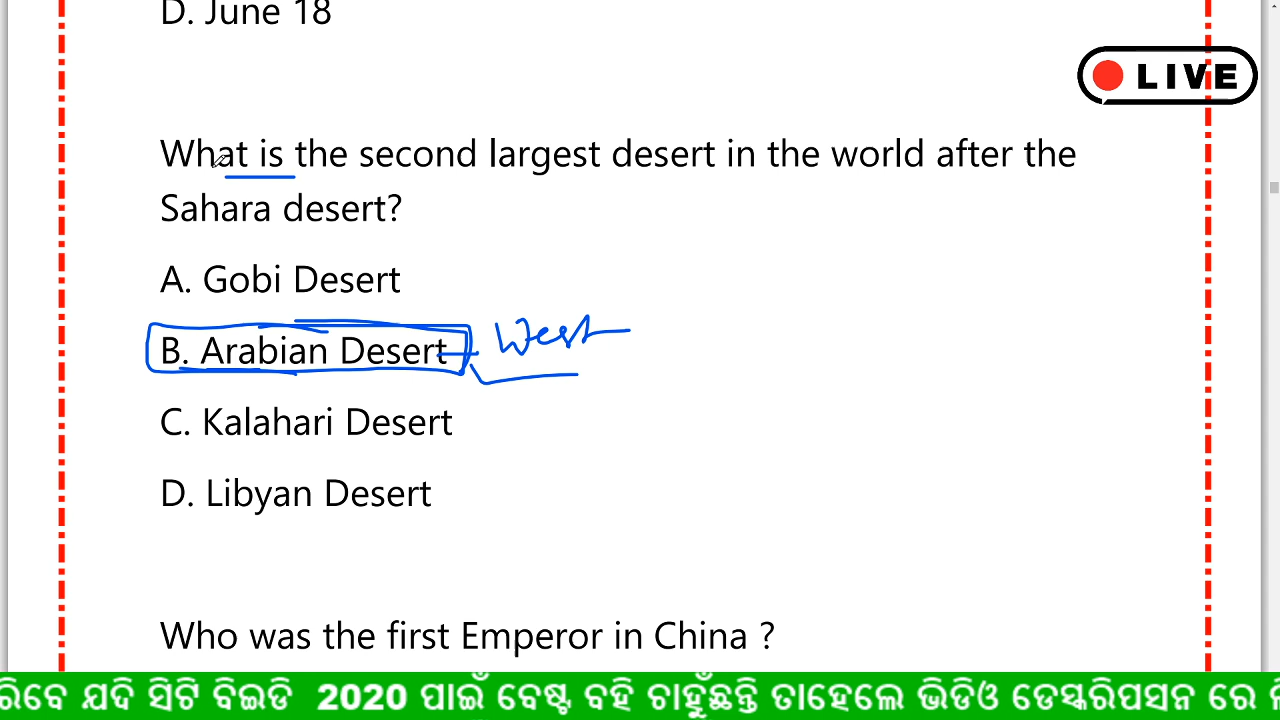 D. June 18
LIVE
What is the second largest desert in the world after the
Sahara desert?
A. Gobi Desert
B. Arabian Desert West
C. Kalahari Desert
D. Libyan Desert
Who was the first Emperor in China ?
ରିବେ ଯଦି ସିଟି ବିଇଡି 2020 ପାଇଁ ବେଷ୍ଟ ବହି ଚାହୁଁଛନ୍ତି ତାହେଲେ ଭିଡିଓ ଡେସ୍କରିପସନ ରେ